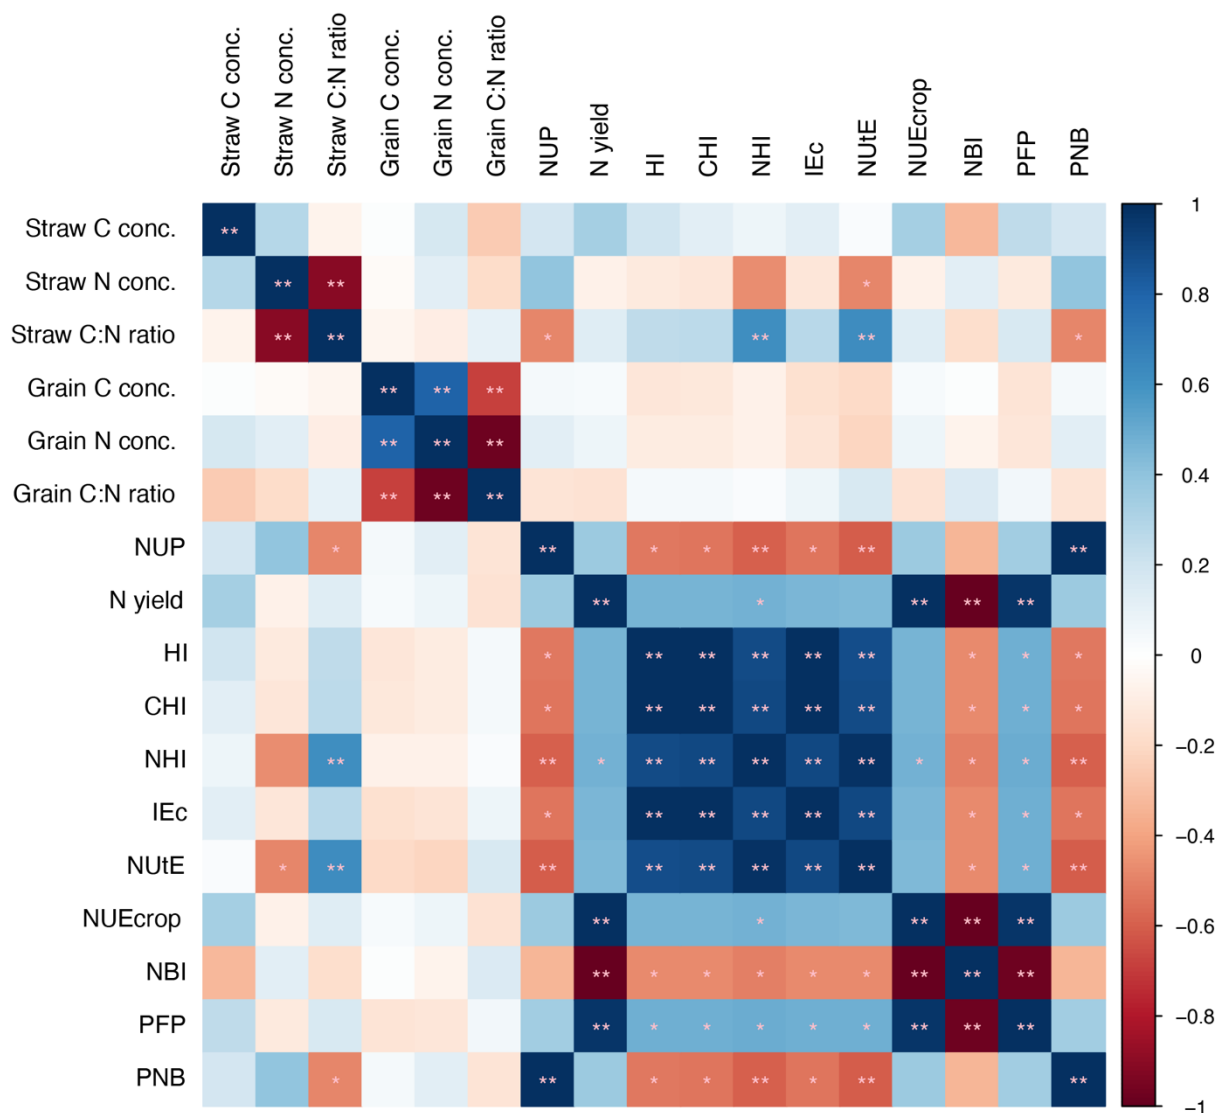 Straw C conc.
Straw N conc.
Straw C:N ratio
Grain C conc.
Grain N conc.
Grain C:N ratio
NUP
N yield
HI
CHI
NHI
IEc
NUtE
NUEcrop
NBI
PFP
PNB
Straw C conc. **
Straw N conc. ** ** *
Straw C:N ratio ** ** * ** ** *
Grain C conc. ** ** **
Grain N conc. ** ** **
Grain C:N ratio ** ** **
NUP * ** * * ** * ** **
N yield ** * ** ** **
HI * ** ** ** ** ** * * *
CHI * ** ** ** ** ** * * *
NHI ** ** * ** ** ** ** ** * * * **
IEc * ** ** ** ** ** * * *
NUtE * ** ** ** ** ** ** ** * * **
NUEcrop ** * ** ** **
NBI ** * * * * * ** ** **
PFP ** * * * * * ** ** **
PNB * ** * * ** * ** **
1
0.8
0.6
0.4
0.2
0
−0.2
−0.4
−0.6
−0.8
−1